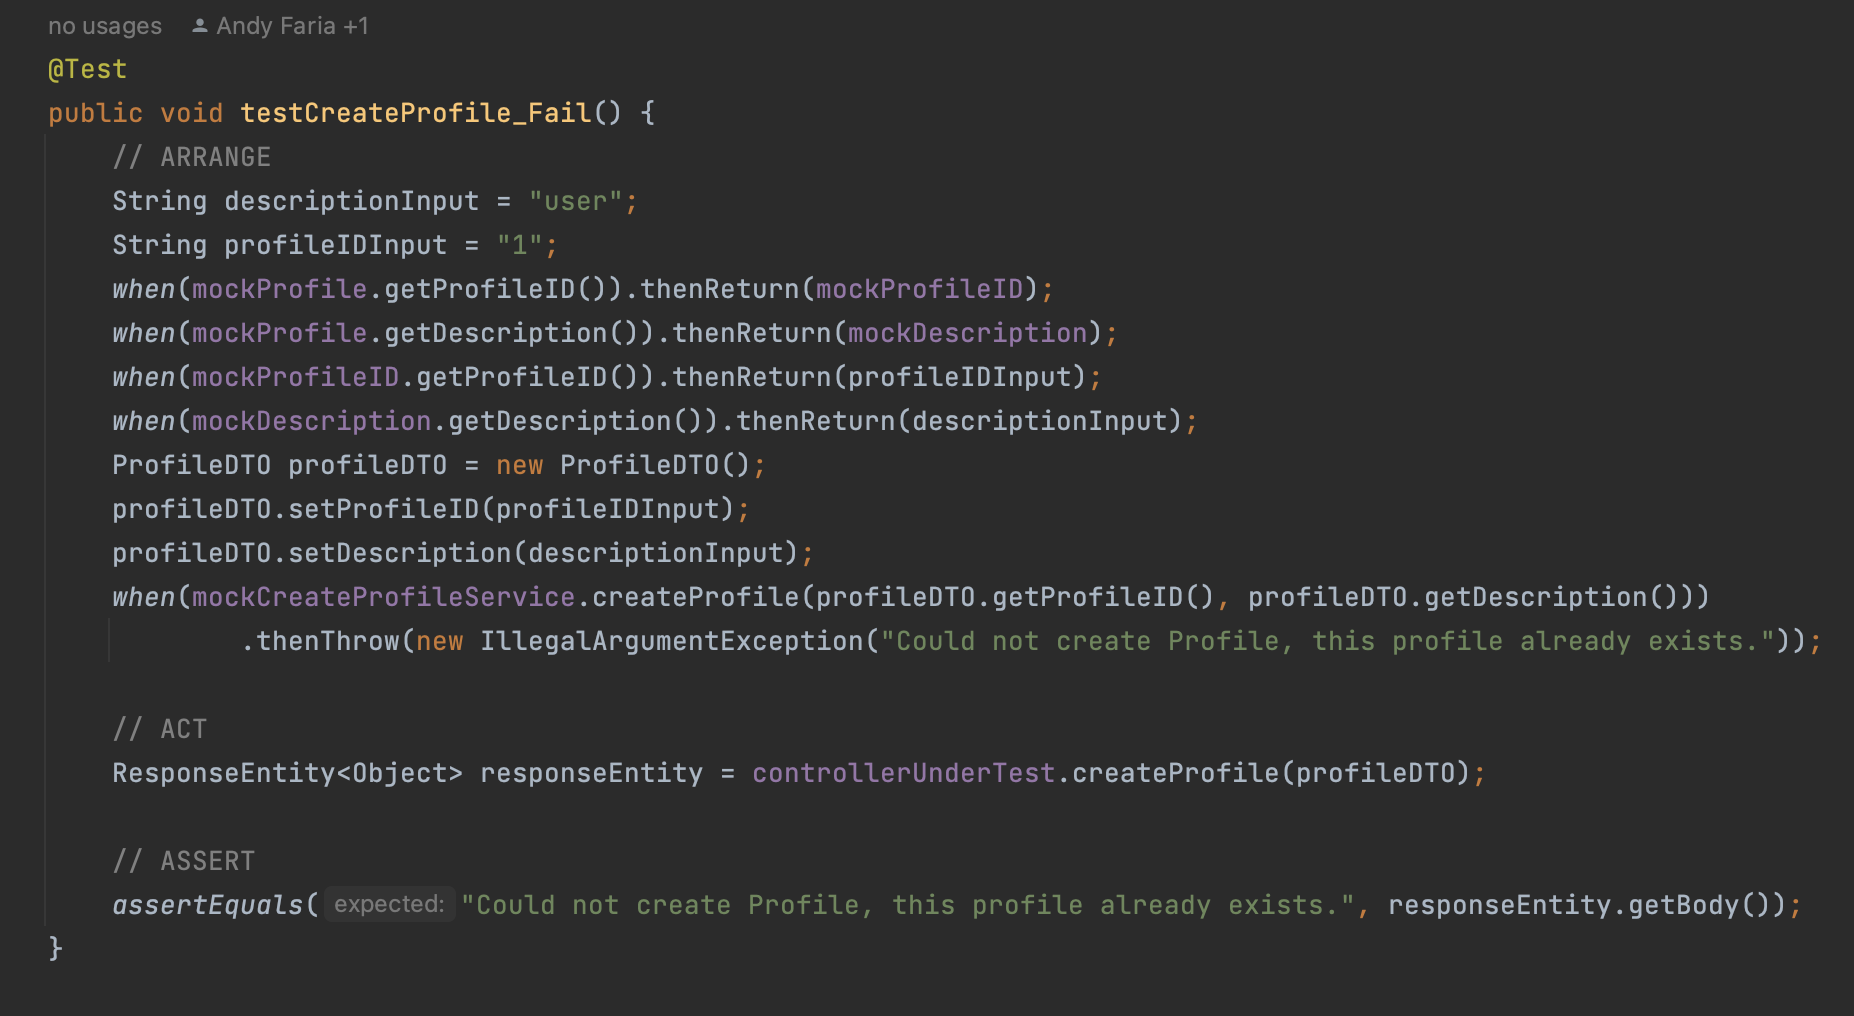 no usages Andy Faria +1
@Test
public void testCreateProfile_Fail() {
// ARRANGE
String descriptionInput = "user";
String profileIDInput = "1";
when(mockProfile.getProfileID()).thenReturn(mockProfileID);
when(mockProfile.getDescription()).thenReturn(mockDescription);
when(mockProfileID.getProfileID()).thenReturn(profileIDInput);
when(mockDescription.getDescription()).thenReturn(descriptionInput);
ProfileDTO profileDTO = new ProfileDTO();
profileDTO.setProfileID(profileIDInput);
profileDTO.setDescription(descriptionInput);
when(mockCreateProfileService.createProfile(profileDTO.getProfileID(), profileDTO.getDescription()))
.thenThrow(new IllegalArgumentException("Could not create Profile, this profile already exists."));
// ACT
ResponseEntity<Object> responseEntity = controllerUnderTest.createProfile(profileDTO);
// ASSERT
assertEquals( expected: "Could not create Profile, this profile already exists.", responseEntity.getBody());
}